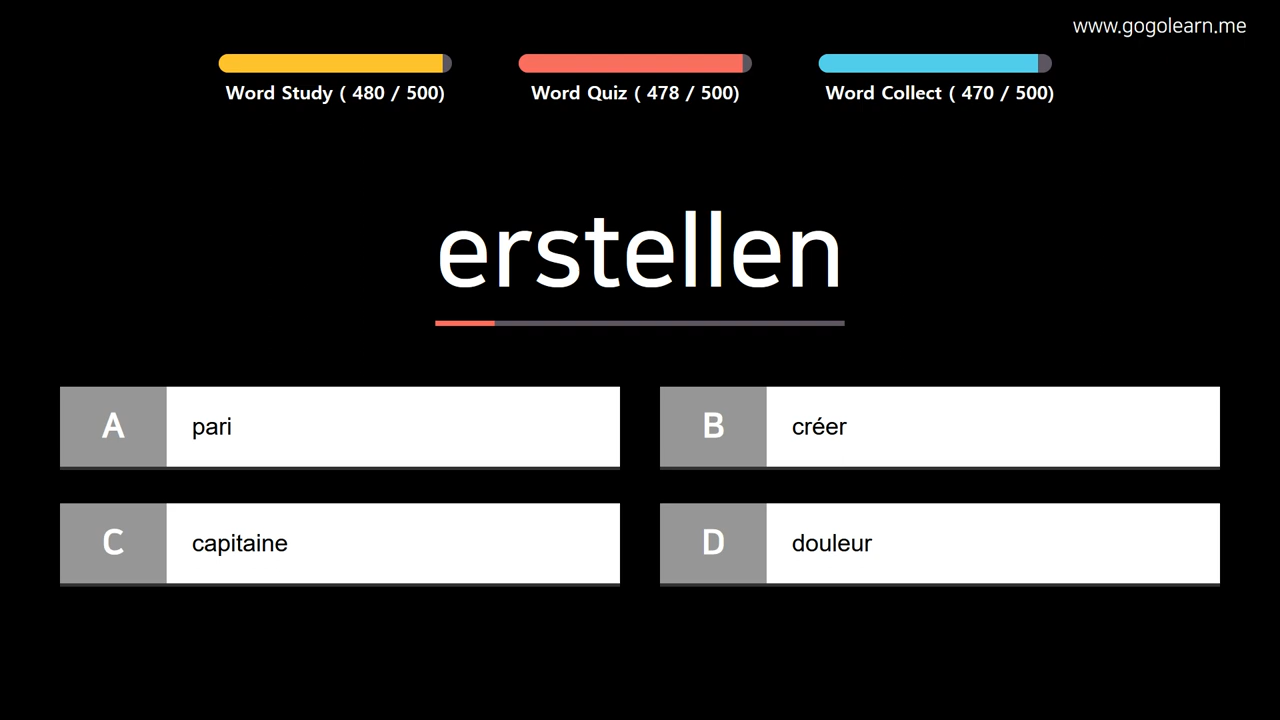 www.gogolearn.me
Word Study ( 480 / 500)
Word Quiz ( 478 / 500)
Word Collect ( 470 / 500)
erstellen
A pari
B créer
C capitaine
D douleur